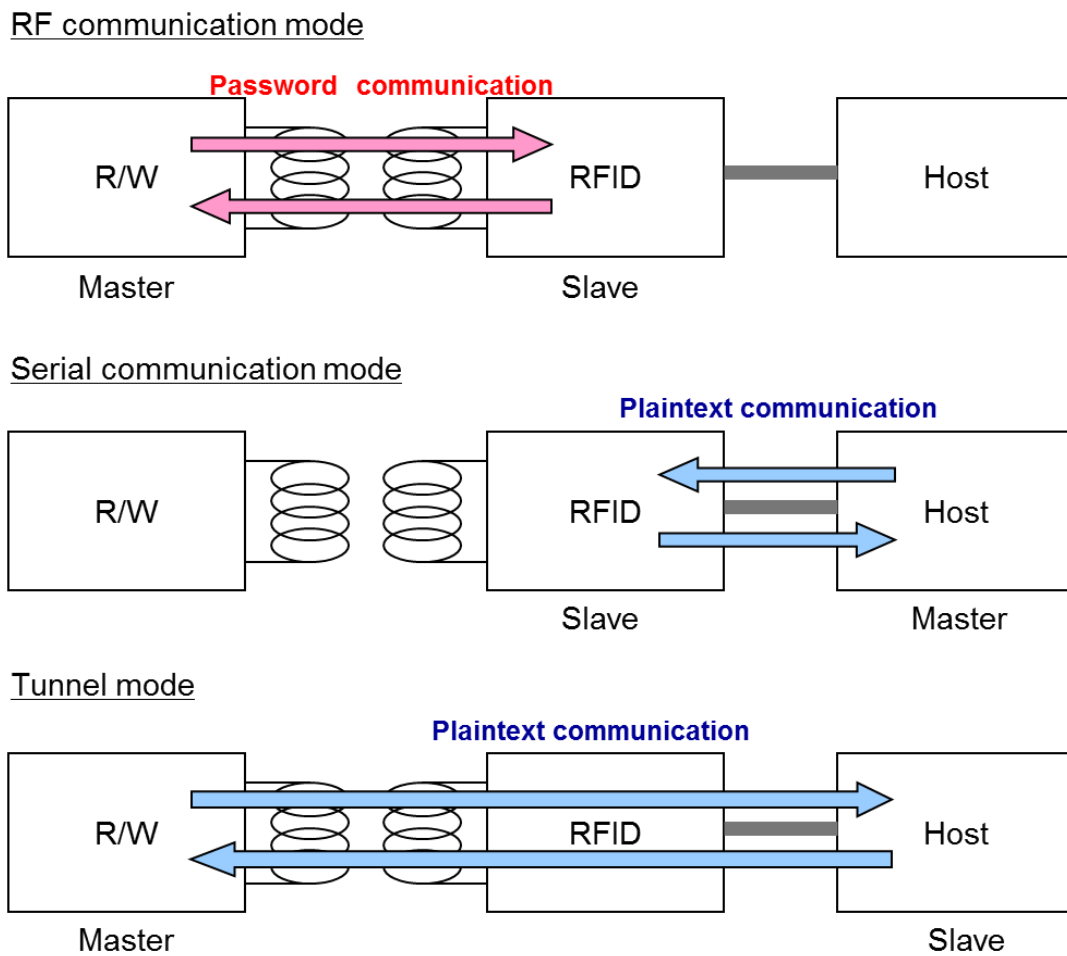 RF communication mode
Password communication
R/W RFID Host
Master Slave
Serial communication mode
Plaintext communication
R/W RFID Host
Slave Master
Tunnel mode
Plaintext communication
R/W RFID Host
Master Slave